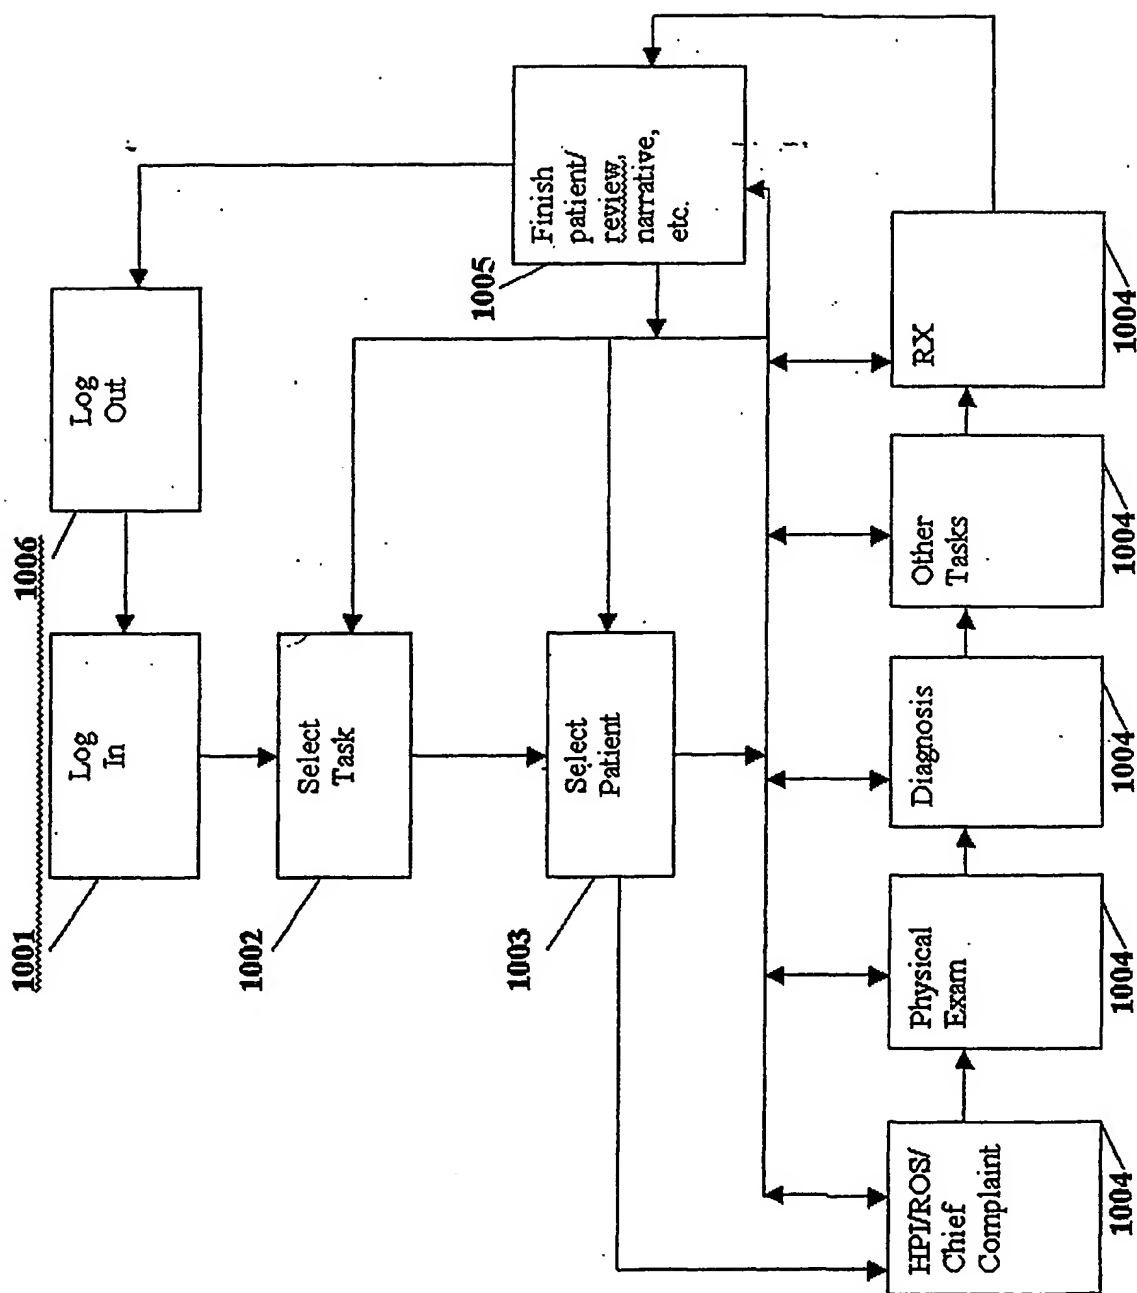 1001
1006
Log
In
Log
Out
1002
Select
Task
1005
Finish
patient/
review,
narrative,
etc.
1003
Select
Patient
HPI/ROS/
Chief
Complaint
Physical
Exam
Diagnosis
Other
Tasks
RX
1004
1004
1004
1004
1004